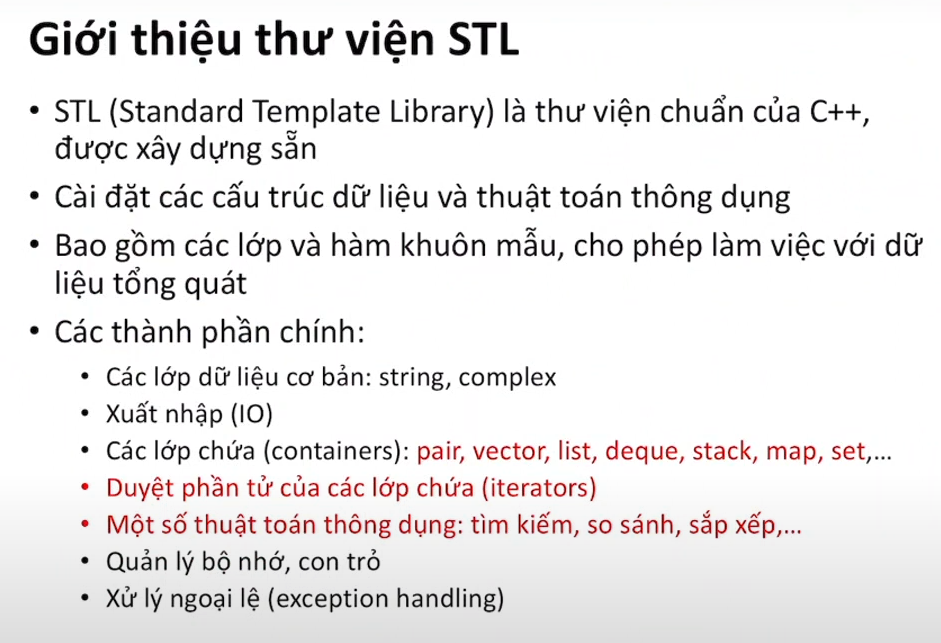 Giới thiệu thư viện STL
• STL (Standard Template Library) là thư viện chuẩn của C++,
được xây dựng sẵn
• Cài đặt các cấu trúc dữ liệu và thuật toán thông dụng
• Bao gồm các lớp và hàm khuôn mẫu, cho phép làm việc với dữ
liệu tổng quát
• Các thành phần chính:
• Các lớp dữ liệu cơ bản: string, complex
• Xuất nhập (IO)
• Các lớp chứa (containers): pair, vector, list, deque, stack, map, set,...
• Duyệt phần tử của các lớp chứa (iterators)
• Một số thuật toán thông dụng: tìm kiếm, so sánh, sắp xếp,...
• Quản lý bộ nhớ, con trỏ
• Xử lý ngoại lệ (exception handling)